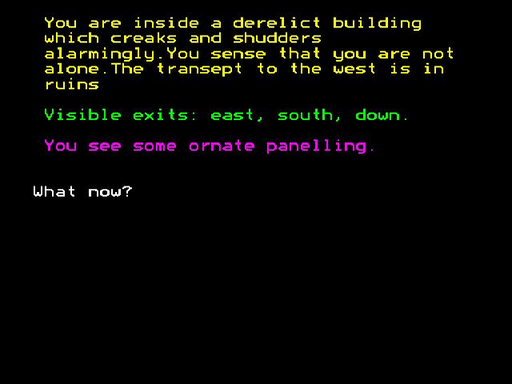 You are inside a derelict building
which creaks and shudders
alarmingly.You sense that you are not
alone.The transept to the west is in
ruins
Visible exits: east, south, down.
You see some ornate panelling.
What now?